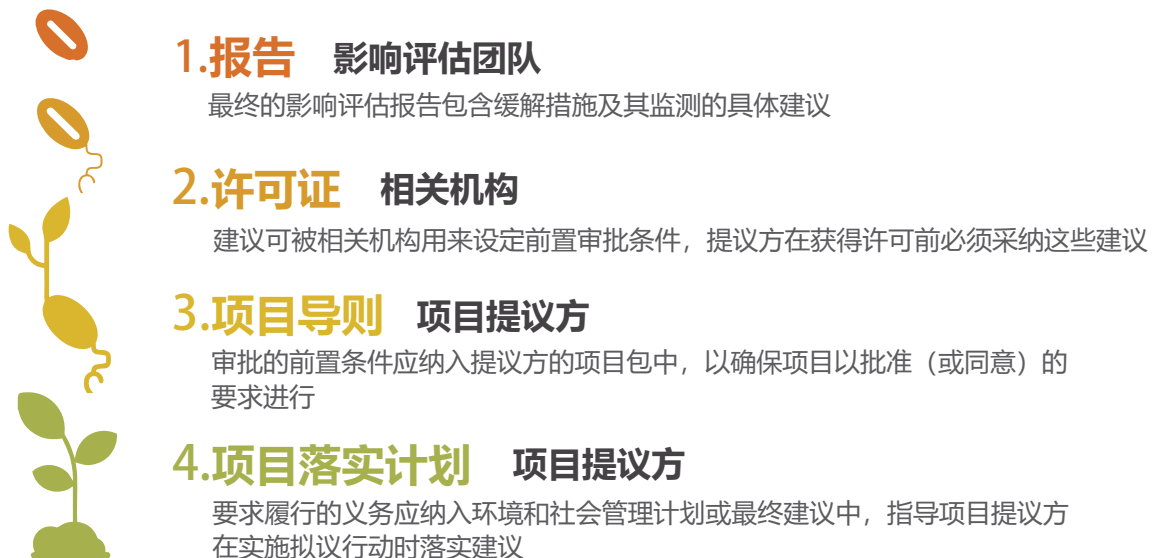 1.报告 影响评估团队
最终的影响评估报告包含缓解措施及其监测的具体建议
2.许可证 相关机构
建议可被相关机构用来设定前置审批条件，提议方在获得许可前必须采纳这些建议
3.项目导则 项目提议方
审批的前置条件应纳入提议方的项目包中，以确保项目以批准（或同意）的
要求进行
4.项目落实计划 项目提议方
要求履行的义务应纳入环境和社会管理计划或最终建议中，指导项目提议方
在实施拟议行动时落实建议